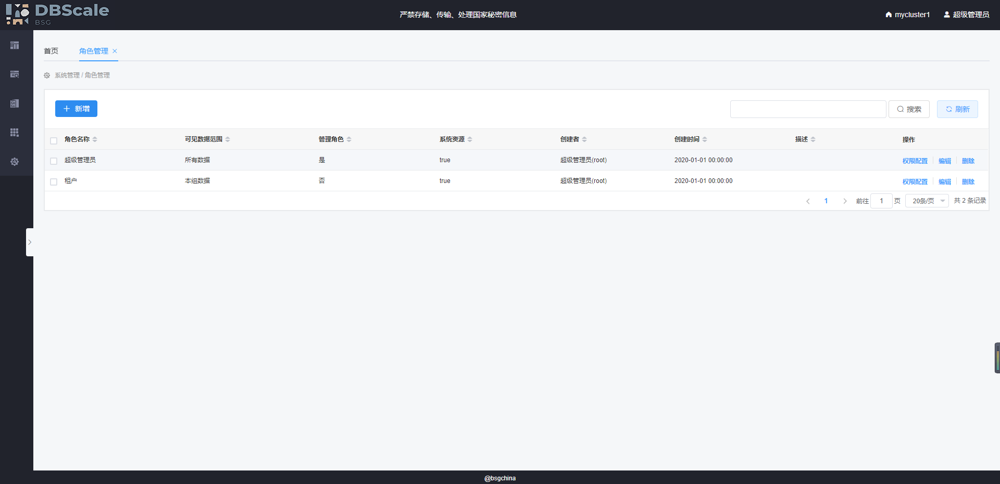 DBScale
BSG
严禁存储、传输、处理国家秘密信息
mycluster1
超级管理员
首页
角色管理
系统管理 / 角色管理
新增
搜索
刷新
角色名称 可见数据范围 管理角色 系统资源 创建者 创建时间 描述 操作
超级管理员 所有数据 是 true 超级管理员(root) 2020-01-01 00:00:00 权限配置 编辑 删除
租户 本组数据 否 true 超级管理员(root) 2020-01-01 00:00:00 权限配置 编辑 删除
1 前往 1 页 20条/页 共 2 条记录
@bsgchina